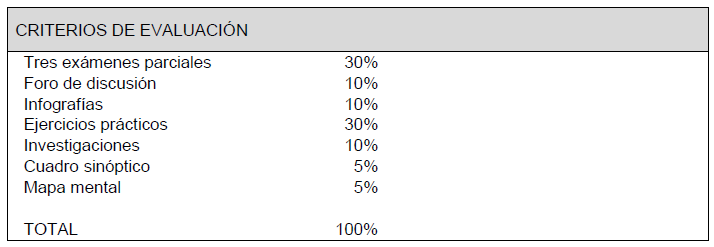 CRITERIOS DE EVALUACIÓN
Tres exámenes parciales 30%
Foro de discusión 10%
Infografías 10%
Ejercicios prácticos 30%
Investigaciones 10%
Cuadro sinóptico 5%
Mapa mental 5%
TOTAL 100%